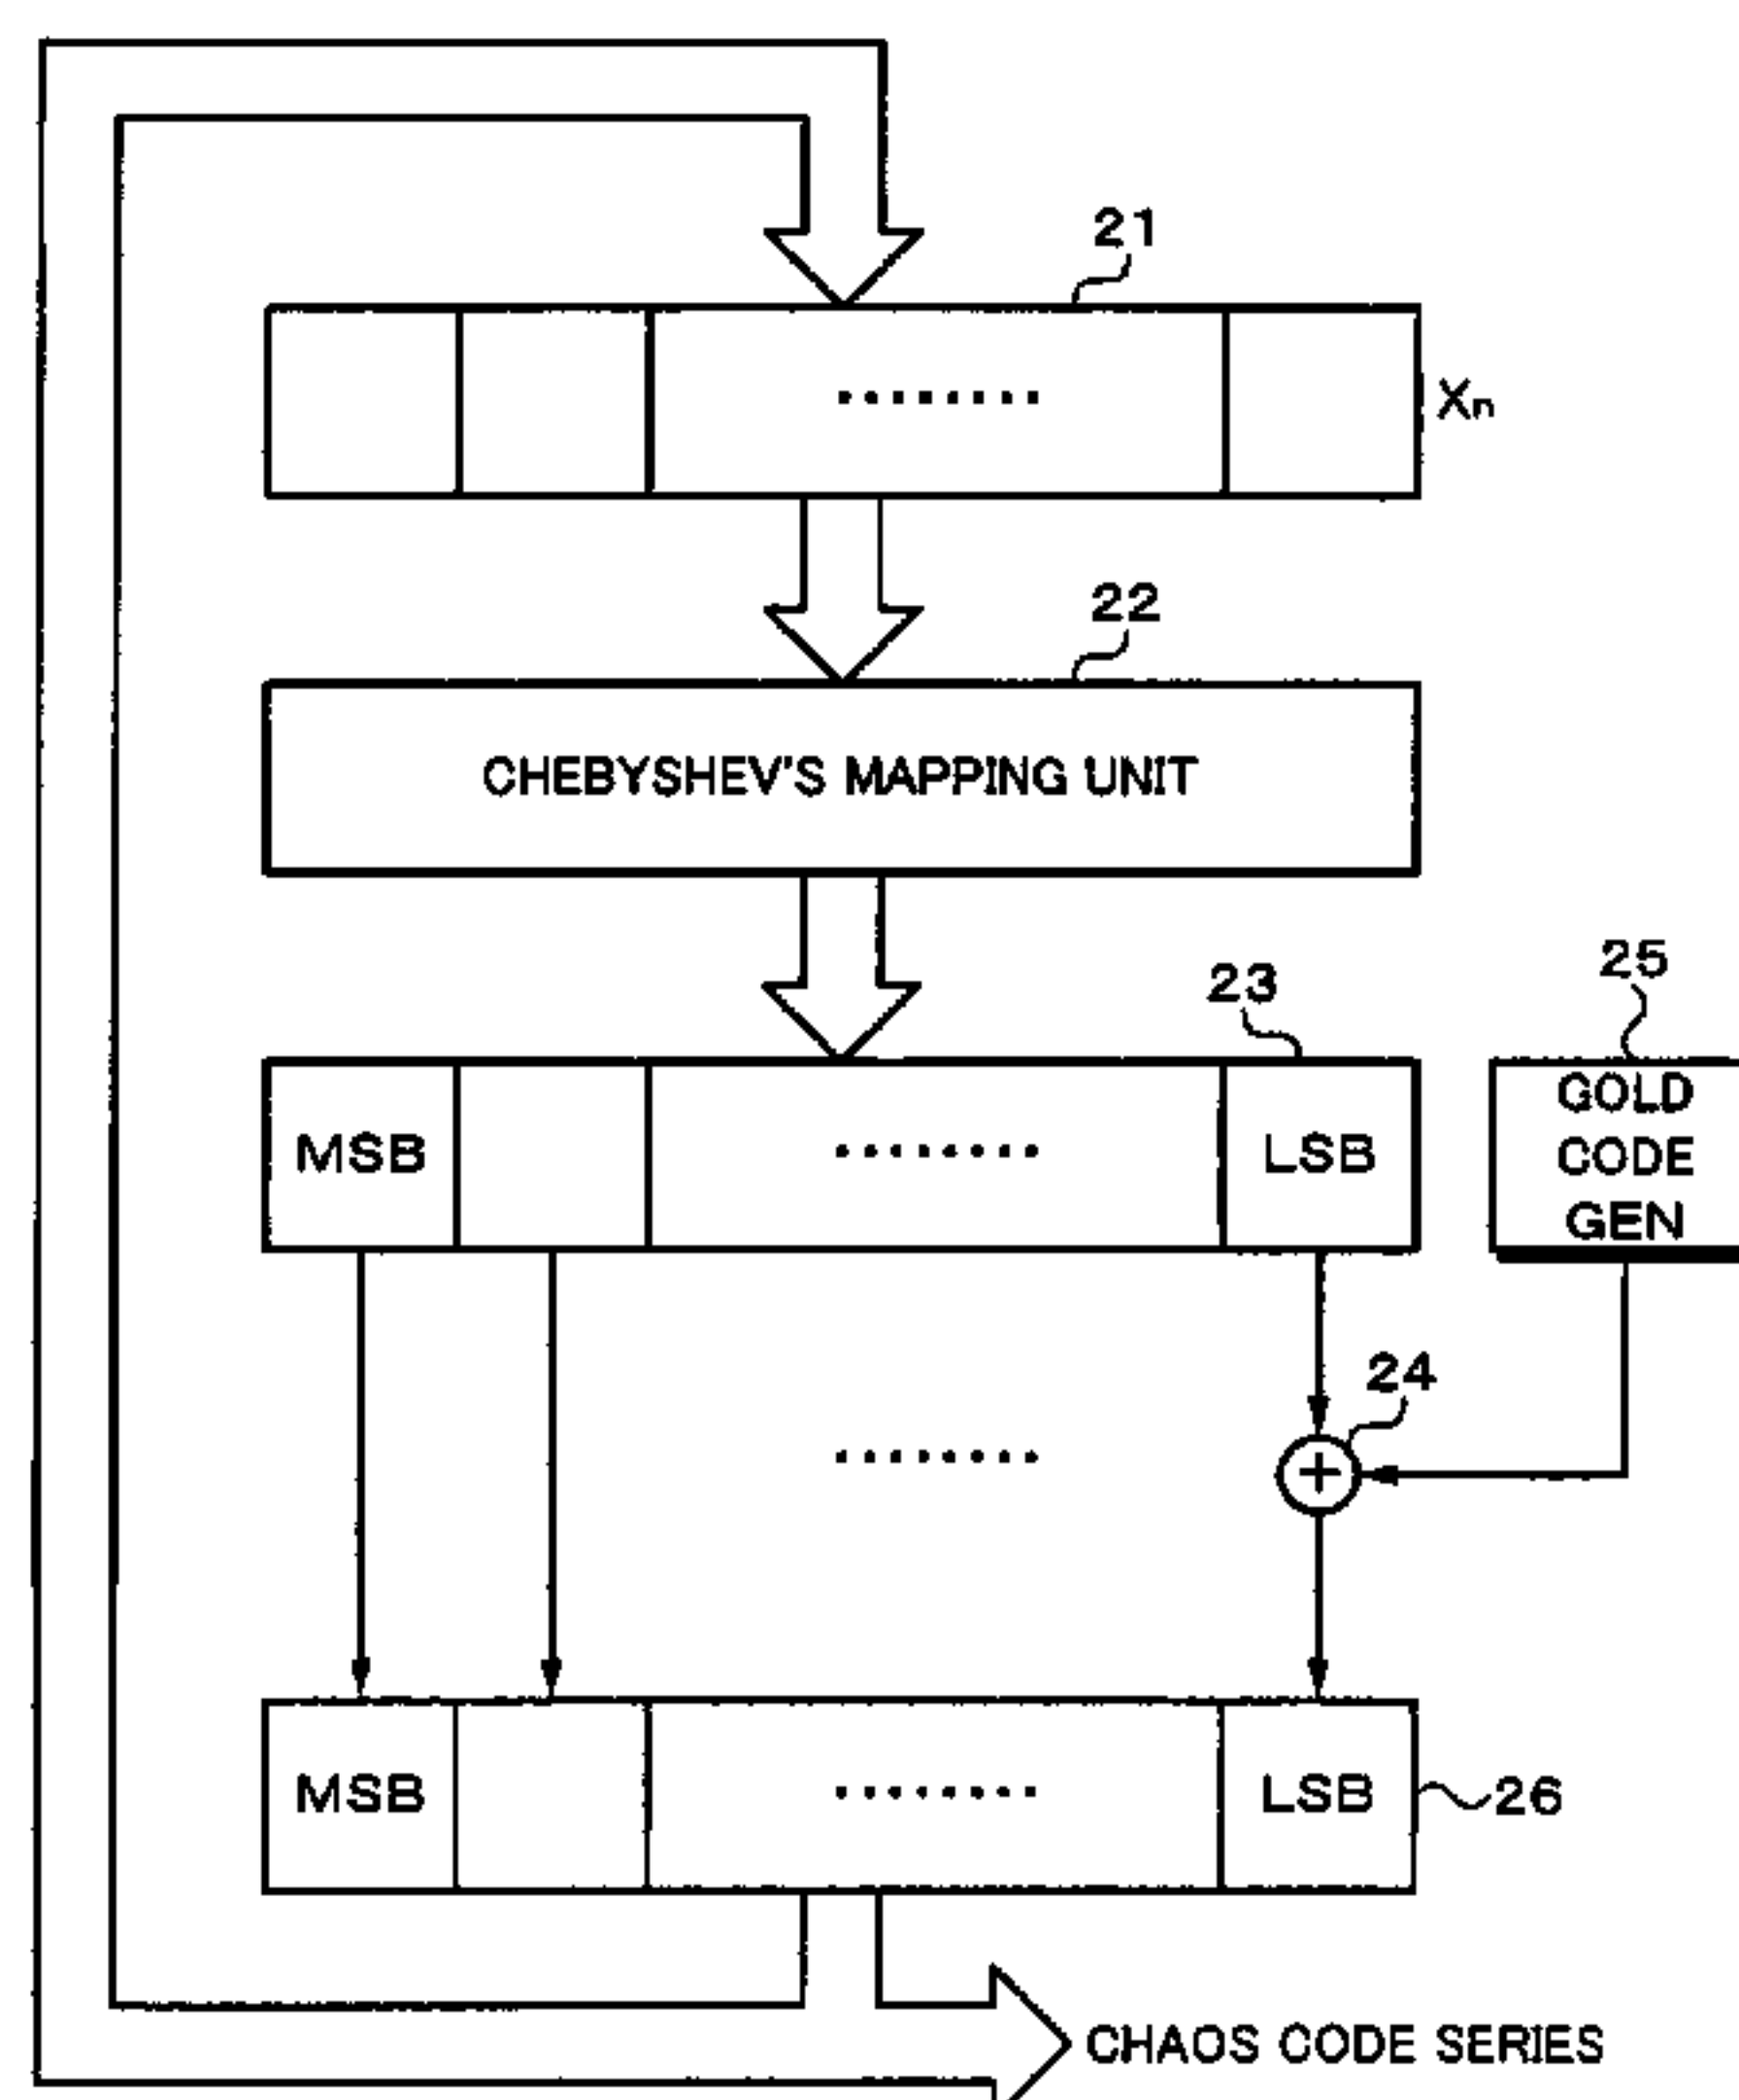 21
Xn
22
CHEBYSHEV'S MAPPING UNIT
23
25
MSB
LSB
GOLD
CODE
GEN
24
MSB
LSB
26
CHAOS CODE SERIES